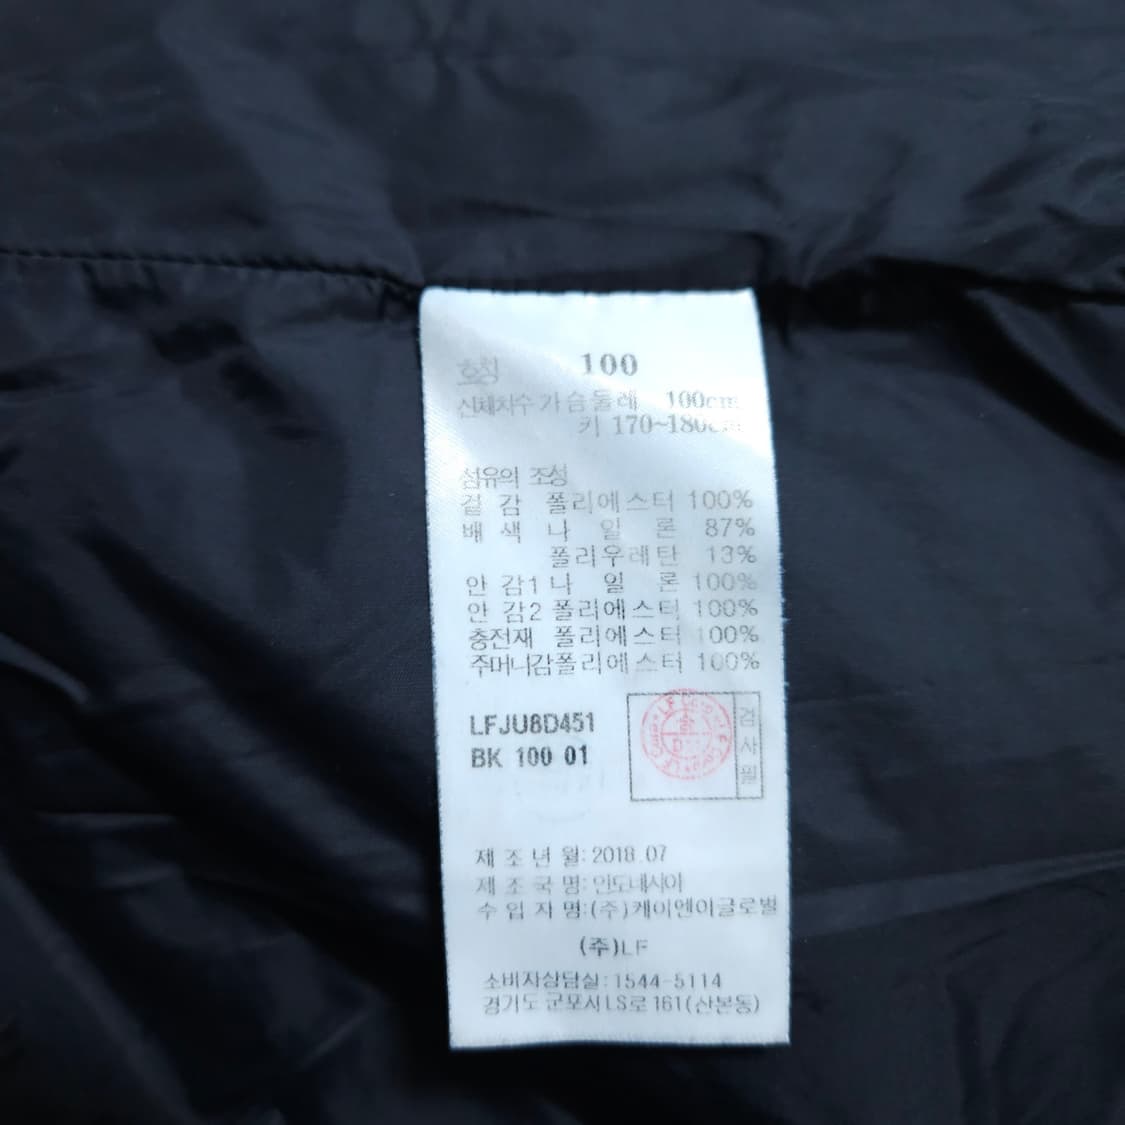 호칭 100
신체치수 가슴둘레 100cm
키 170~180cm
섬유의 조성
겉 감 폴리에스터 100%
배 색 나 일 론 87%
폴리우레탄 13%
안 감1 나 일 론 100%
안 감2 폴리에스터 100%
충전재 폴리에스터 100%
주머니감폴리에스터 100%
LFJU8D451
BK 100 01
검사필
제 조 년 월: 2018.07
제 조 국 명: 인도네시아
수 입 자 명:(주)케이엔이글로벌
(주)LF
소비자상담실:1544-5114
경기도 군포시LS로 161(산본동)